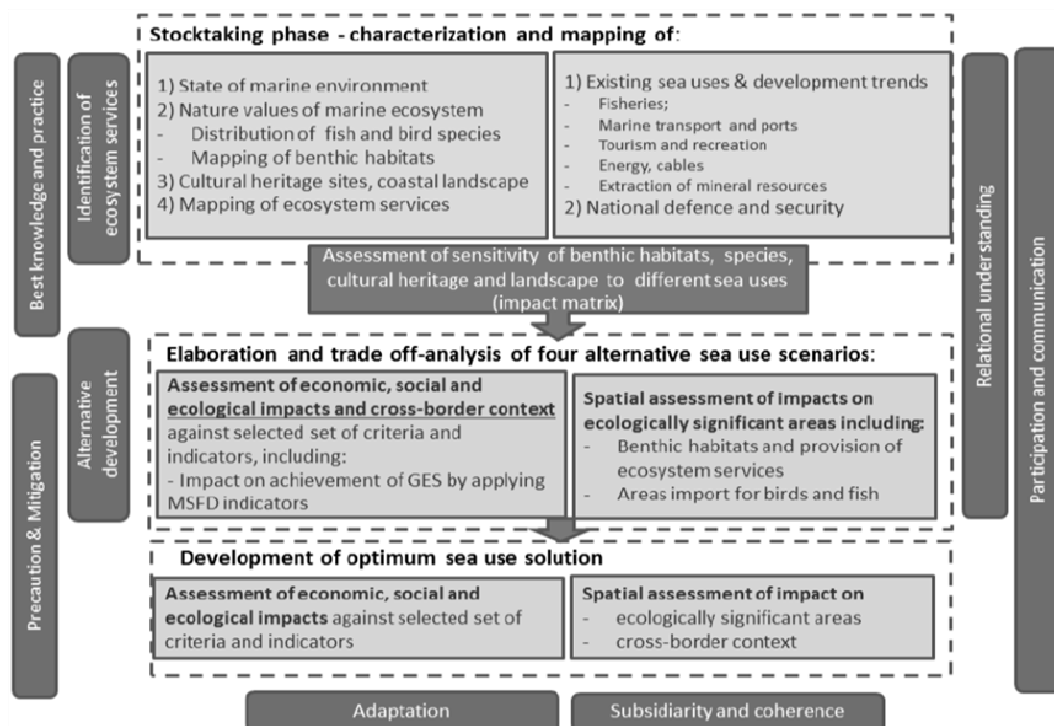 Stocktaking phase - characterization and mapping of:
Best knowledge and practice
Identification of
ecosystem services
1) State of marine environment
2) Nature values of marine ecosystem
- Distribution of fish and bird species
- Mapping of benthic habitats
3) Cultural heritage sites, coastal landscape
4) Mapping of ecosystem services
1) Existing sea uses & development trends
- Fisheries;
- Marine transport and ports
- Tourism and recreation
- Energy, cables
- Extraction of mineral resources
2) National defence and security
Assessment of sensitivity of benthic habitats, species,
cultural heritage and landscape to different sea uses
(impact matrix)
Relational understanding
Participation and communication
Precaution & Mitigation
Alternative
development
Elaboration and trade off-analysis of four alternative sea use scenarios:
Assessment of economic, social and
ecological impacts and cross-border context
against selected set of criteria and
indicators, including:
- Impact on achievement of GES by applying
MSFD indicators
Spatial assessment of impacts on
ecologically significant areas including:
- Benthic habitats and provision of
ecosystem services
- Areas import for birds and fish
Development of optimum sea use solution
Assessment of economic, social and
ecological impacts against selected set of
criteria and indicators
Spatial assessment of impact on
- ecologically significant areas
- cross-border context
Adaptation
Subsidiarity and coherence